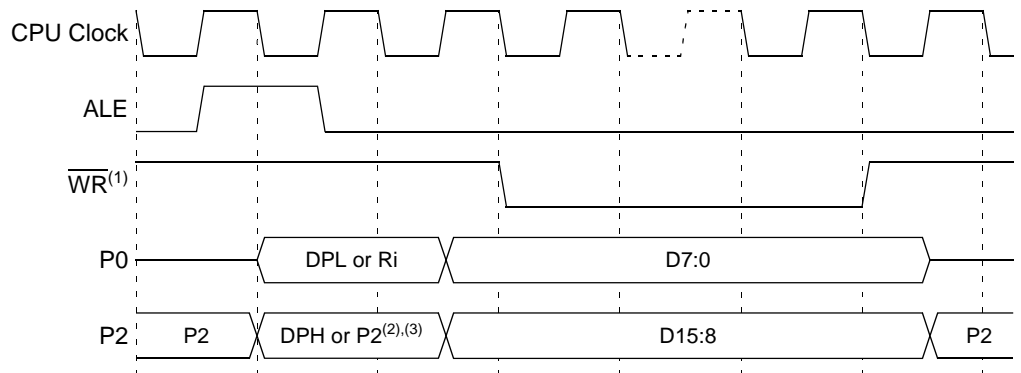 CPU Clock
ALE
WR(1)
P0 DPL or Ri D7:0
P2 P2 DPH or P2(2),(3) D15:8 P2